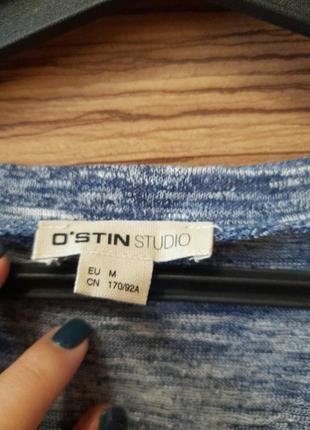 O'STIN STUDIO
EU M
CN 170/92A